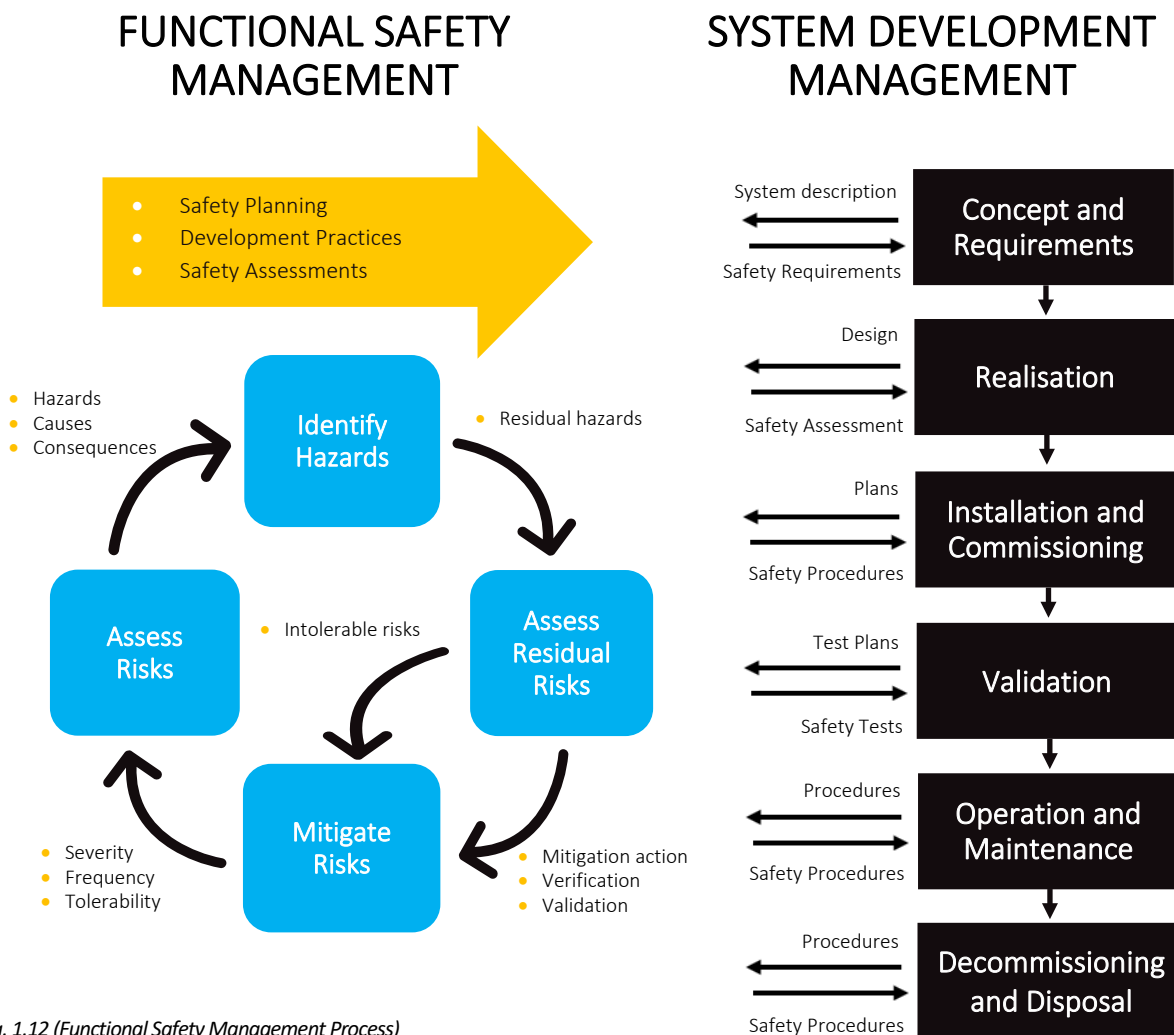 FUNCTIONAL SAFETY
MANAGEMENT
Safety Planning
Development Practices
Safety Assessments
Hazards
Causes
Consequences
Identify
Hazards
Residual hazards
Assess
Risks
Intolerable risks
Assess
Residual
Risks
Mitigate
Risks
Severity
Frequency
Tolerability
Mitigation action
Verification
Validation
1.12 (Functional Safety Management Process)
SYSTEM DEVELOPMENT
MANAGEMENT
System description
Safety Requirements
Concept and
Requirements
Design
Safety Assessment
Realisation
Plans
Safety Procedures
Installation and
Commissioning
Test Plans
Safety Tests
Validation
Procedures
Safety Procedures
Operation and
Maintenance
Procedures
Safety Procedures
Decommissioning
and Disposal